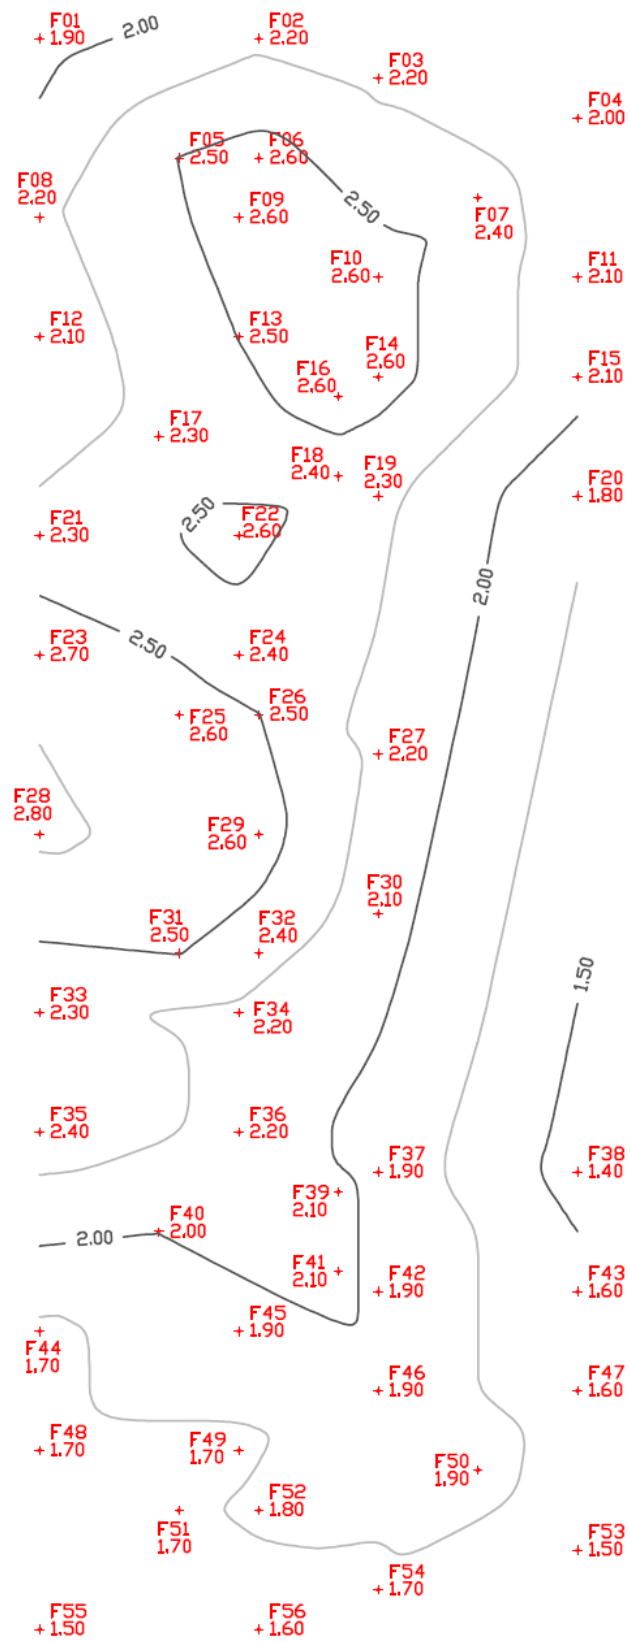 F01
1.90
2.00
F02
2.20
F03
2.20
F04
2.00
F05
2.50
F06
2.60
F08
2.20
2.50
F07
2.40
F09
2.60
F10
2.60
F11
2.10
F12
2.10
F13
2.50
F14
2.60
F15
2.10
F16
2.60
F17
2.30
F18
2.40
F19
2.30
F20
1.80
2.50
F21
2.30
F22
2.60
2.00
2.50
F23
2.70
F24
2.40
F25
2.60
F26
2.50
F27
2.20
F28
2.80
F29
2.60
F30
2.10
F31
2.50
F32
2.40
1.50
F33
2.30
F34
2.20
F35
2.40
F36
2.20
F37
1.90
F38
1.40
F39
2.10
F40
2.00
2.00
F41
2.10
F42
1.90
F43
1.60
F44
1.70
F45
1.90
F46
1.90
F47
1.60
F48
1.70
F49
1.70
F50
1.90
F51
1.70
F52
1.80
F53
1.50
F54
1.70
F55
1.50
F56
1.60